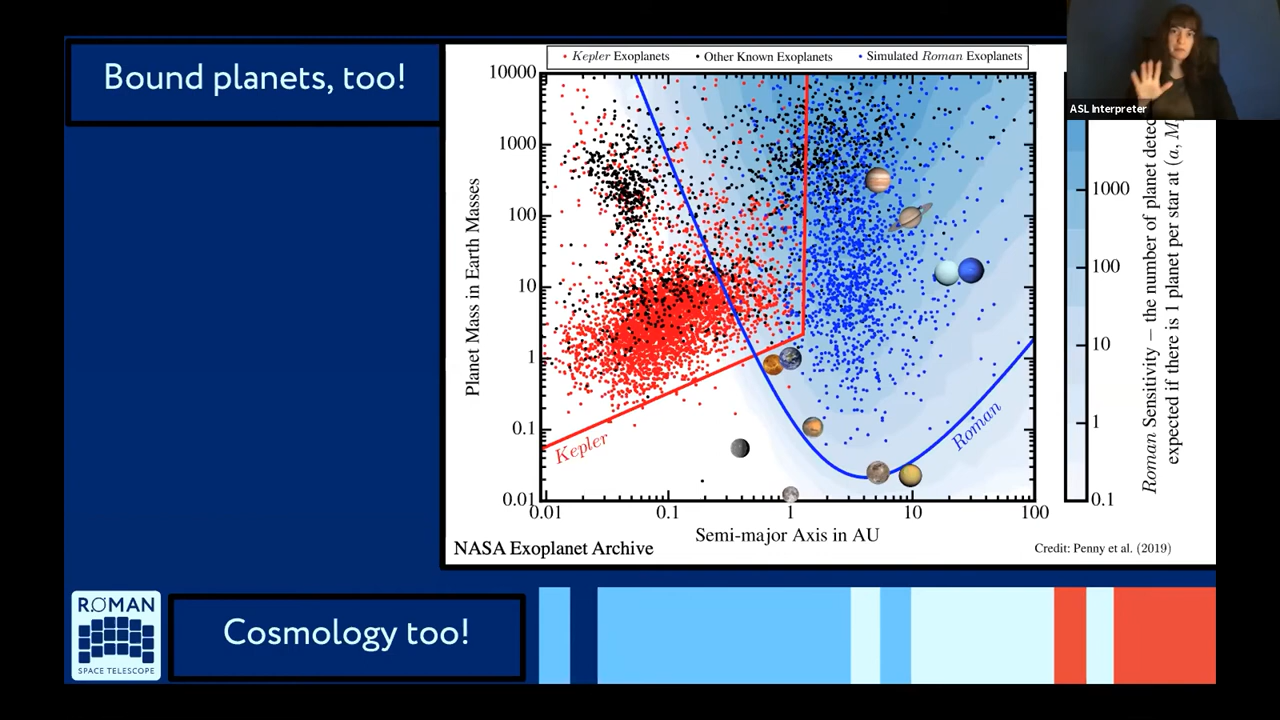 Bound planets, too!
Kepler Exoplanets
Other Known Exoplanets
Simulated Roman Exoplanets
ASL Interpreter
10000
1000
100
10
1
0.1
0.01
Planet Mass in Earth Masses
Kepler
Roman
0.01
0.1
1
10
100
Semi-major Axis in AU
NASA Exoplanet Archive
Credit: Penny et al. (2019)
1000
100
10
1
0.1
Roman Sensitivity – the number of planet
expected if there is 1 planet per star at (a,
ROMAN
SPACE TELESCOPE
Cosmology too!